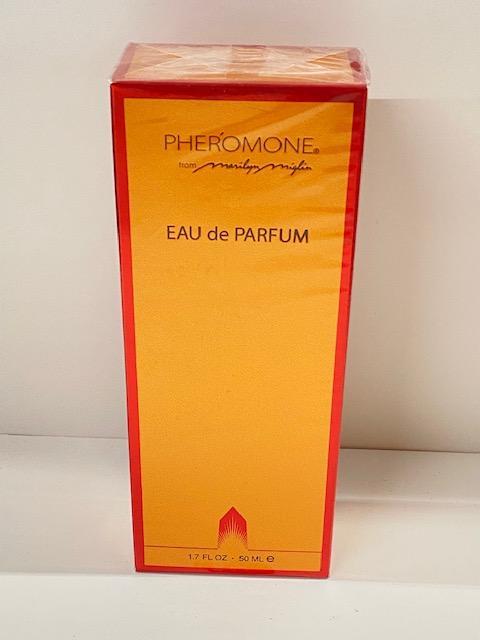 PHEROMONE®
from marilyn miglin
EAU de PARFUM
1.7 FL OZ · 50 ML ℮